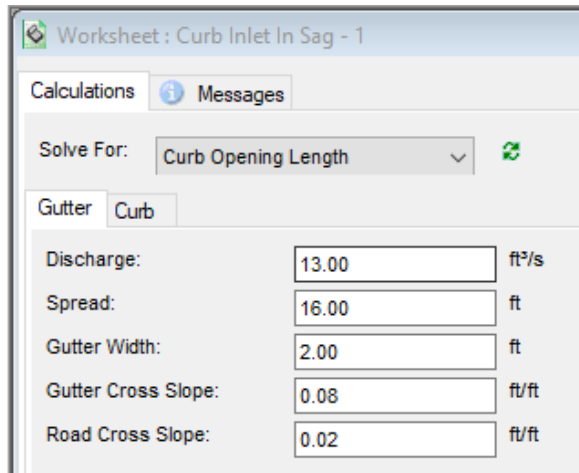 Worksheet : Curb Inlet In Sag - 1
Calculations Messages
Solve For: Curb Opening Length
Gutter Curb
Discharge: 13.00 ft³/s
Spread: 16.00 ft
Gutter Width: 2.00 ft
Gutter Cross Slope: 0.08 ft/ft
Road Cross Slope: 0.02 ft/ft